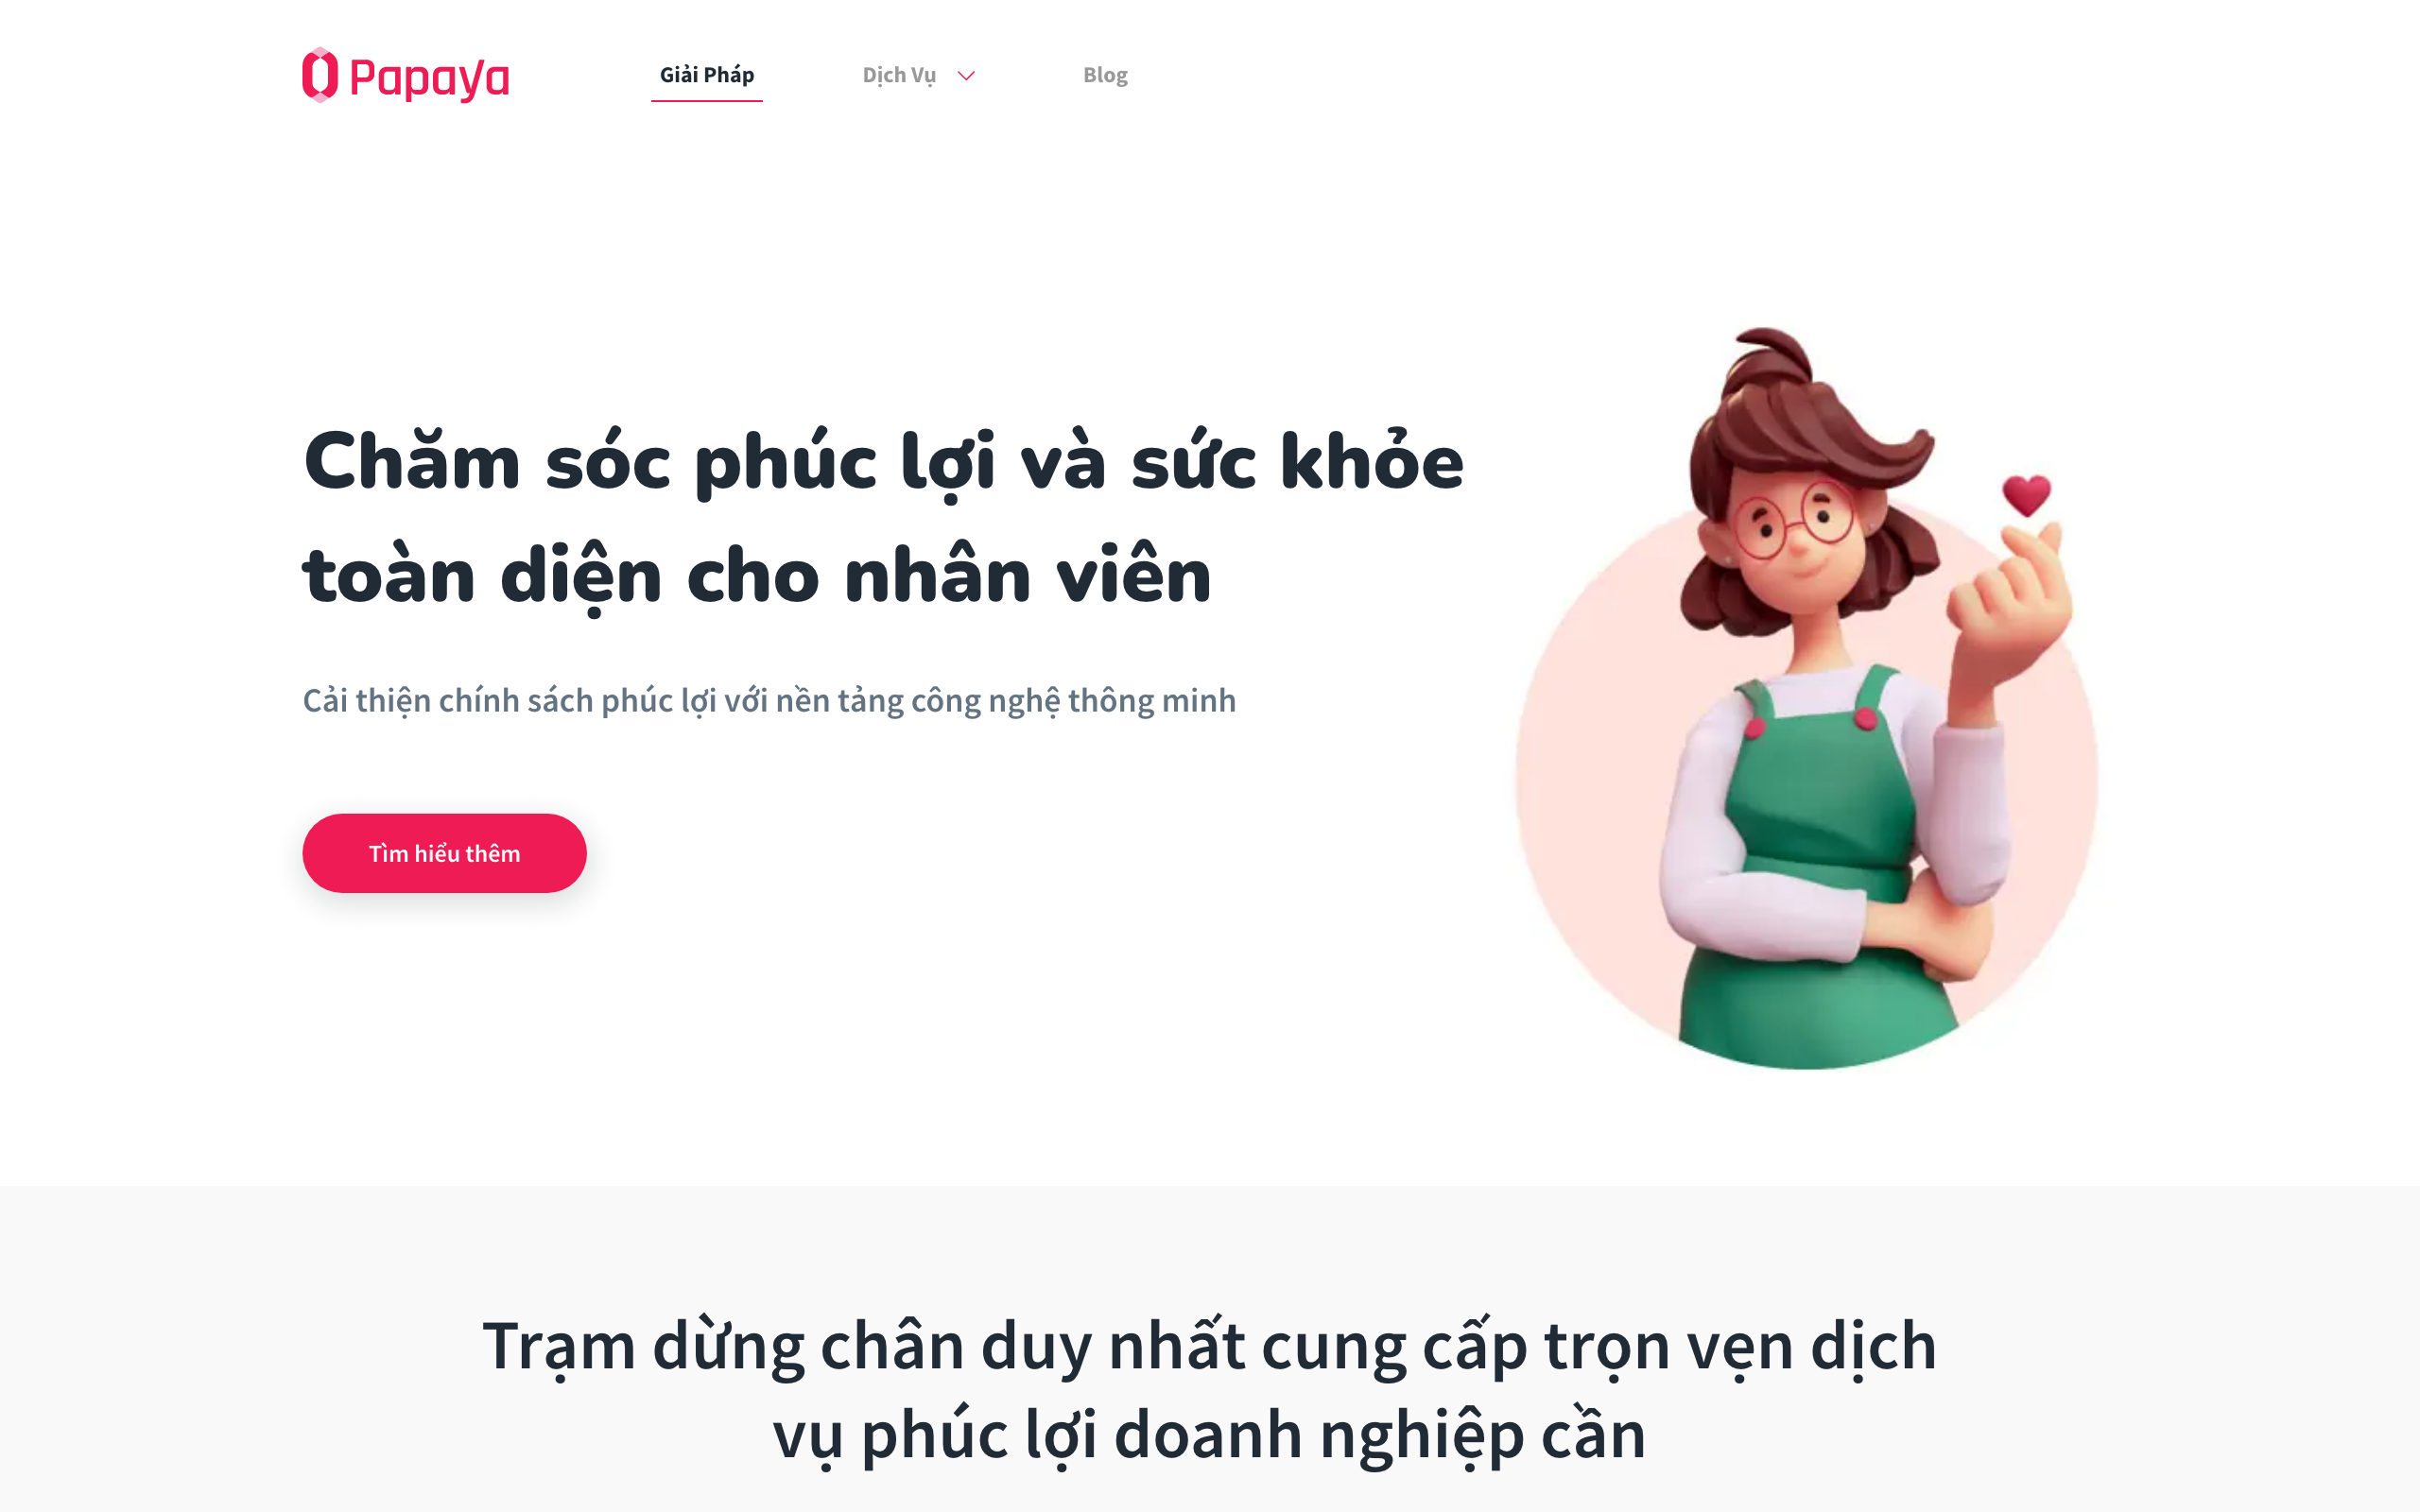 Papaya
Giải Pháp
Dịch Vụ
Blog
Chăm sóc phúc lợi và sức khỏe
toàn diện cho nhân viên
Cải thiện chính sách phúc lợi với nền tảng công nghệ thông minh
Tìm hiểu thêm
Trạm dừng chân duy nhất cung cấp trọn vẹn dịch
vụ phúc lợi doanh nghiệp cần